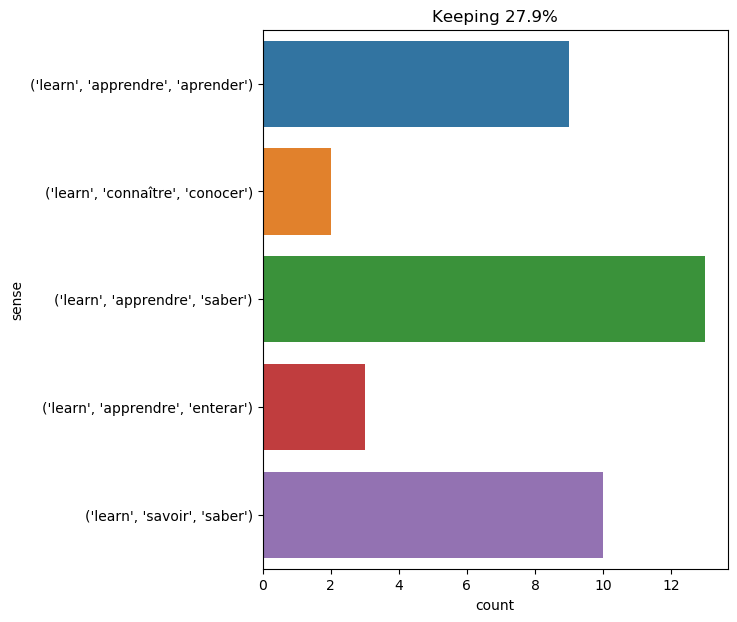 Keeping 27.9%
('learn', 'apprendre', 'aprender')
('learn', 'connaître', 'conocer')
('learn', 'apprendre', 'saber')
('learn', 'apprendre', 'enterar')
('learn', 'savoir', 'saber')
sense
0 2 4 6 8 10 12
count